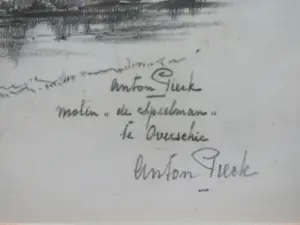 Anton Pieck
molen „ de Speelman "
te Overschie
Anton Pieck